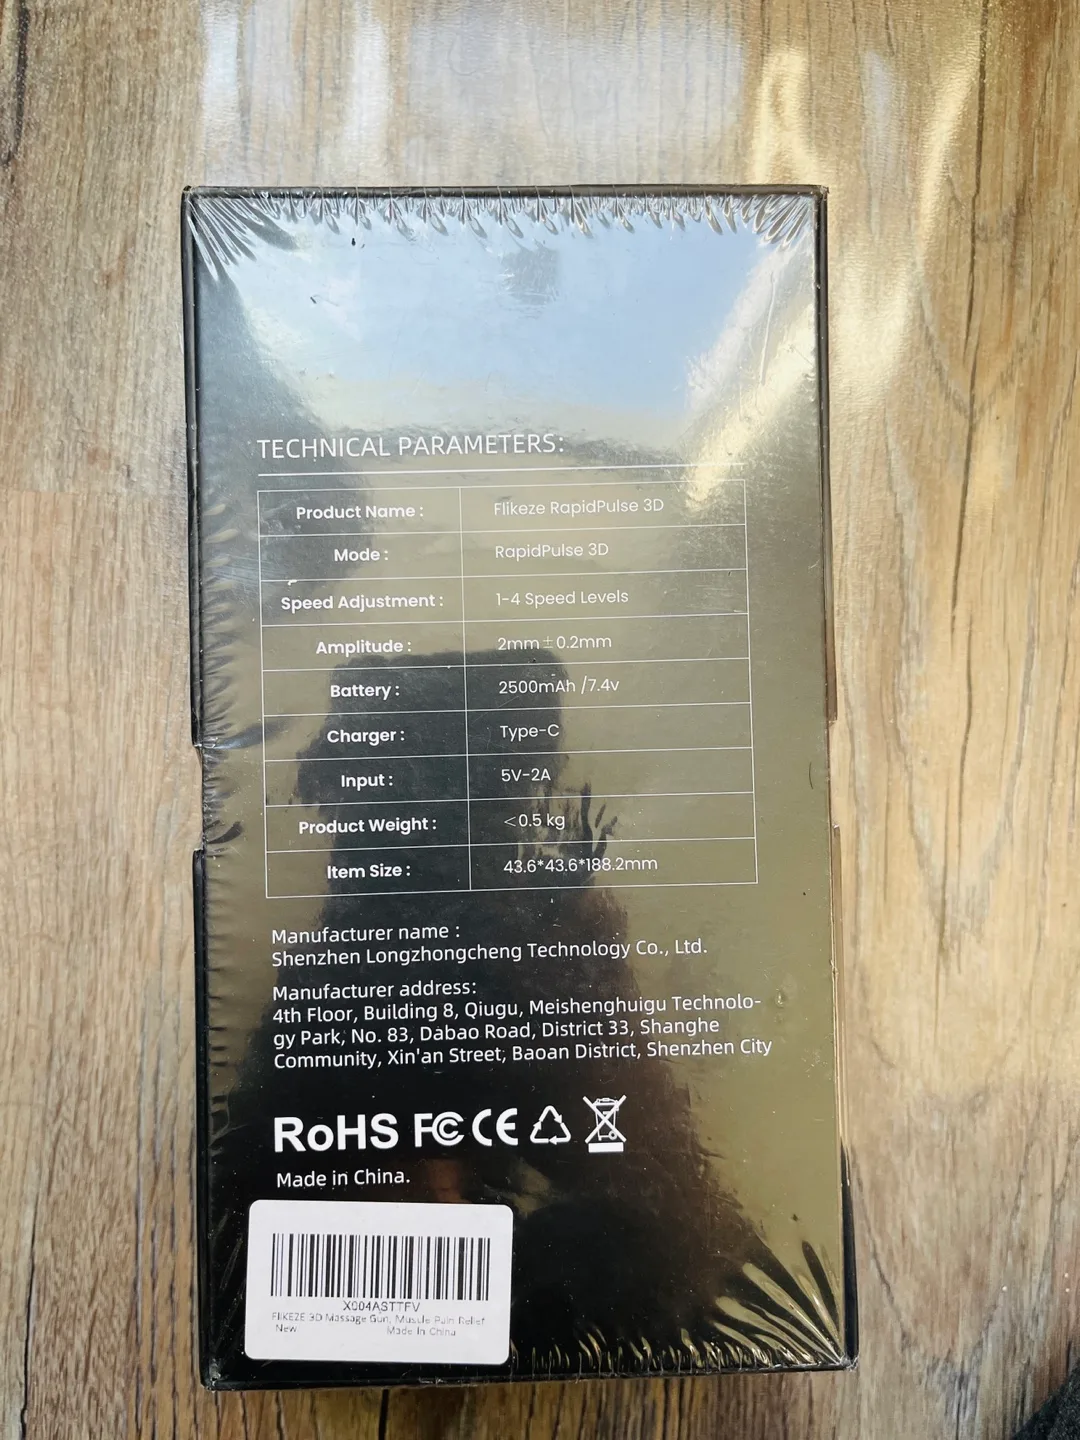 TECHNICAL PARAMETERS:
Product Name : Flikeze RapidPulse 3D
Mode : RapidPulse 3D
Speed Adjustment : 1-4 Speed Levels
Amplitude : 2mm±0.2mm
Battery : 2500mAh /7.4v
Charger : Type-C
Input : 5V-2A
Product Weight : <0.5 kg
Item Size : 43.6*43.6*188.2mm
Manufacturer name :
Shenzhen Longzhongcheng Technology Co., Ltd.
Manufacturer address:
4th Floor, Building 8, Qiugu, Meishenghuigu Technolo-
gy Park, No. 83, Dabao Road, District 33, Shanghe
Community, Xin'an Street, Baoan District, Shenzhen City
RoHS FC CE
Made in China.
X004ASTTFV
FIKEZE 3D Massage Gun, Muscle Pain Relief
New Made In China